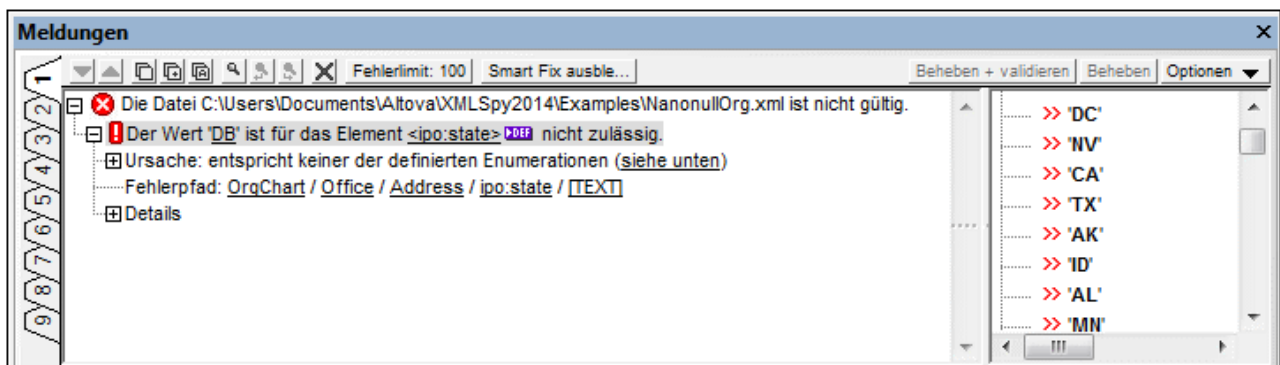 Meldungen
Fehlerlimit: 100 Smart Fix ausble... Beheben + validieren Beheben Optionen
Die Datei C:\Users\Documents\Altova\XMLSpy2014\Examples\NanonullOrg.xml ist nicht gültig.
Der Wert 'DB' ist für das Element <ipo:state> DEF nicht zulässig.
Ursache: entspricht keiner der definierten Enumerationen (siehe unten)
Fehlerpfad: OrgChart / Office / Address / ipo:state / [TEXT]
Details
1
2
3
4
5
6
7
8
9
>> 'DC'
>> 'NV'
>> 'CA'
>> 'TX'
>> 'AK'
>> 'ID'
>> 'AL'
>> 'MN'